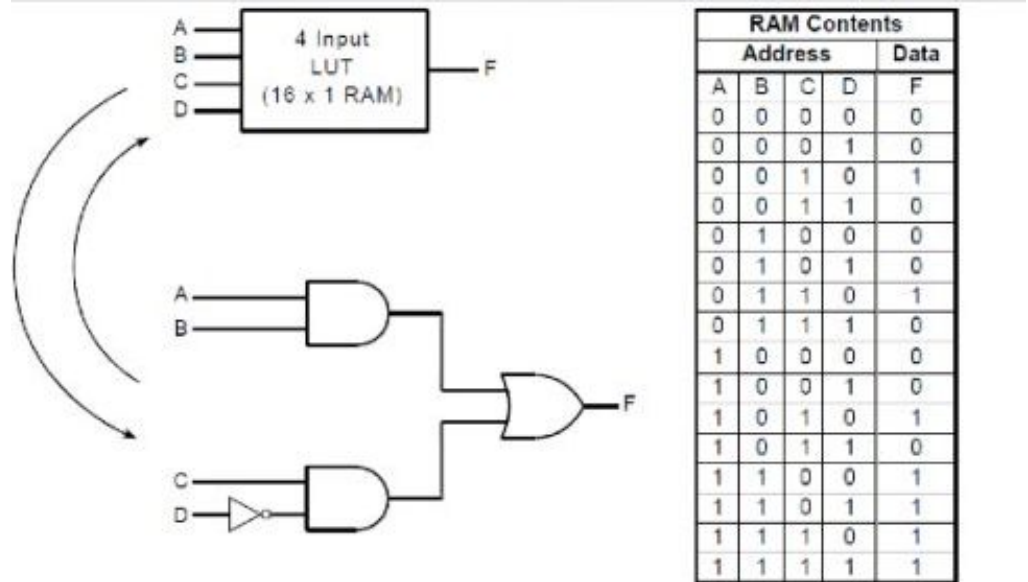 A
B
C
D
4 Input
LUT
(16 x 1 RAM)
F
A
B
C
D
F
RAM Contents
Address Data
A B C D F
0 0 0 0 0
0 0 0 1 0
0 0 1 0 1
0 0 1 1 0
0 1 0 0 0
0 1 0 1 0
0 1 1 0 1
0 1 1 1 0
1 0 0 0 0
1 0 0 1 0
1 0 1 0 1
1 0 1 1 0
1 1 0 0 1
1 1 0 1 1
1 1 1 0 1
1 1 1 1 1